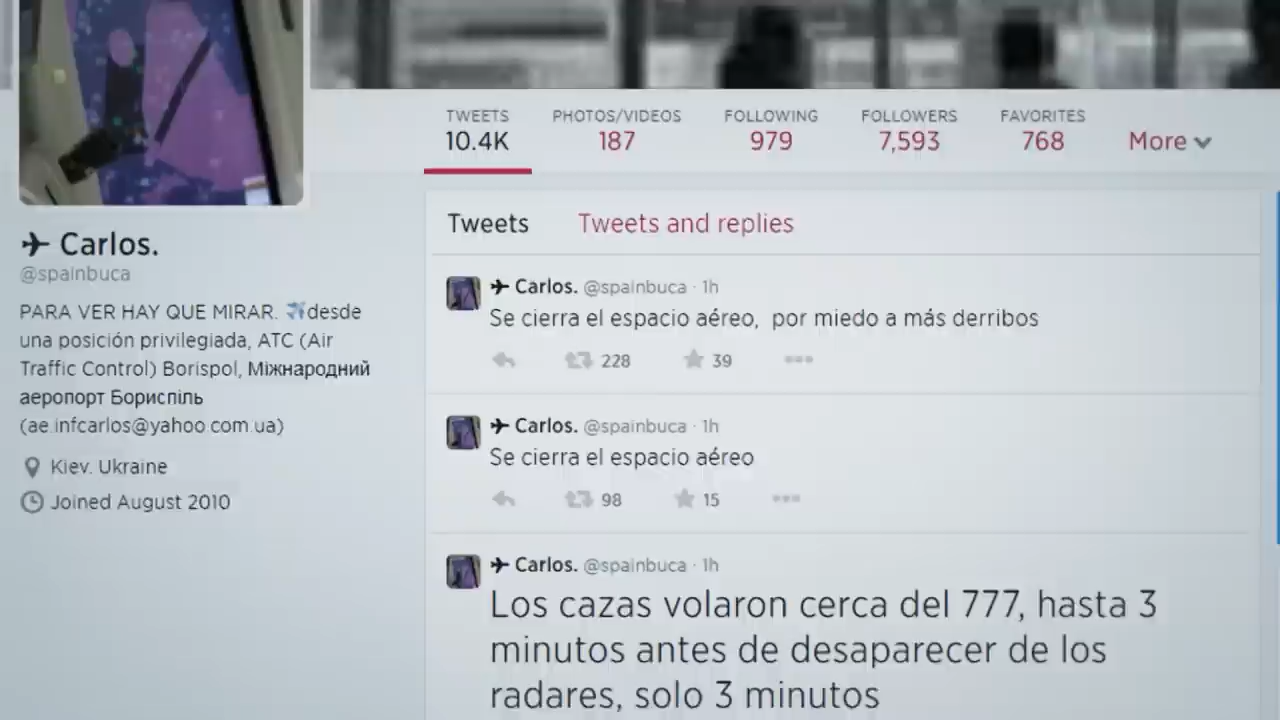 TWEETS PHOTOS/VIDEOS FOLLOWING FOLLOWERS FAVORITES
10.4K 187 979 7,593 768 More
Carlos.
@spainbuca
PARA VER HAY QUE MIRAR. desde
una posición privilegiada, ATC (Air
Traffic Control) Borispol, Міжнародний
аеропорт Бориспіль
(ae.infcarlos@yahoo.com.ua)
Kiev. Ukraine
Joined August 2010
Tweets Tweets and replies
Carlos. @spainbuca · 1h
Se cierra el espacio aéreo, por miedo a más derribos
228 39
Carlos. @spainbuca · 1h
Se cierra el espacio aéreo
98 15
Carlos. @spainbuca · 1h
Los cazas volaron cerca del 777, hasta 3
minutos antes de desaparecer de los
radares, solo 3 minutos